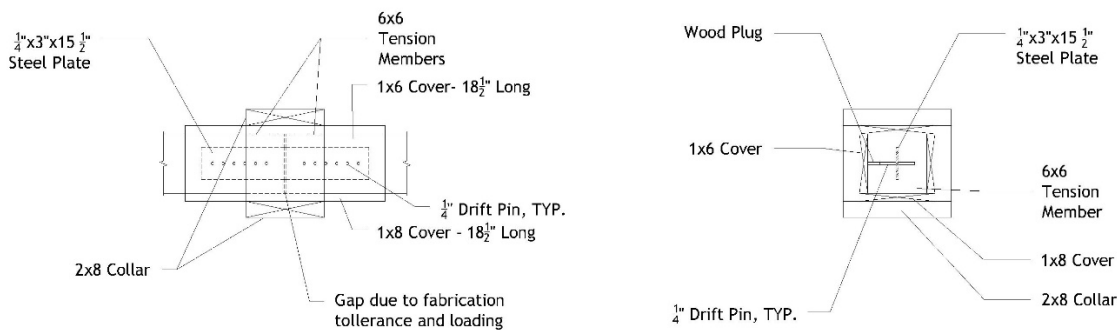 1/4"x3"x15 1/2"
Steel Plate
6x6
Tension
Members
1x6 Cover- 18 1/2" Long
1/4" Drift Pin, TYP.
1x8 Cover - 18 1/2" Long
2x8 Collar
Gap due to fabrication
tollerance and loading
Wood Plug
1/4"x3"x15 1/2"
Steel Plate
1x6 Cover
6x6
Tension
Member
1x8 Cover
2x8 Collar
1/4" Drift Pin, TYP.